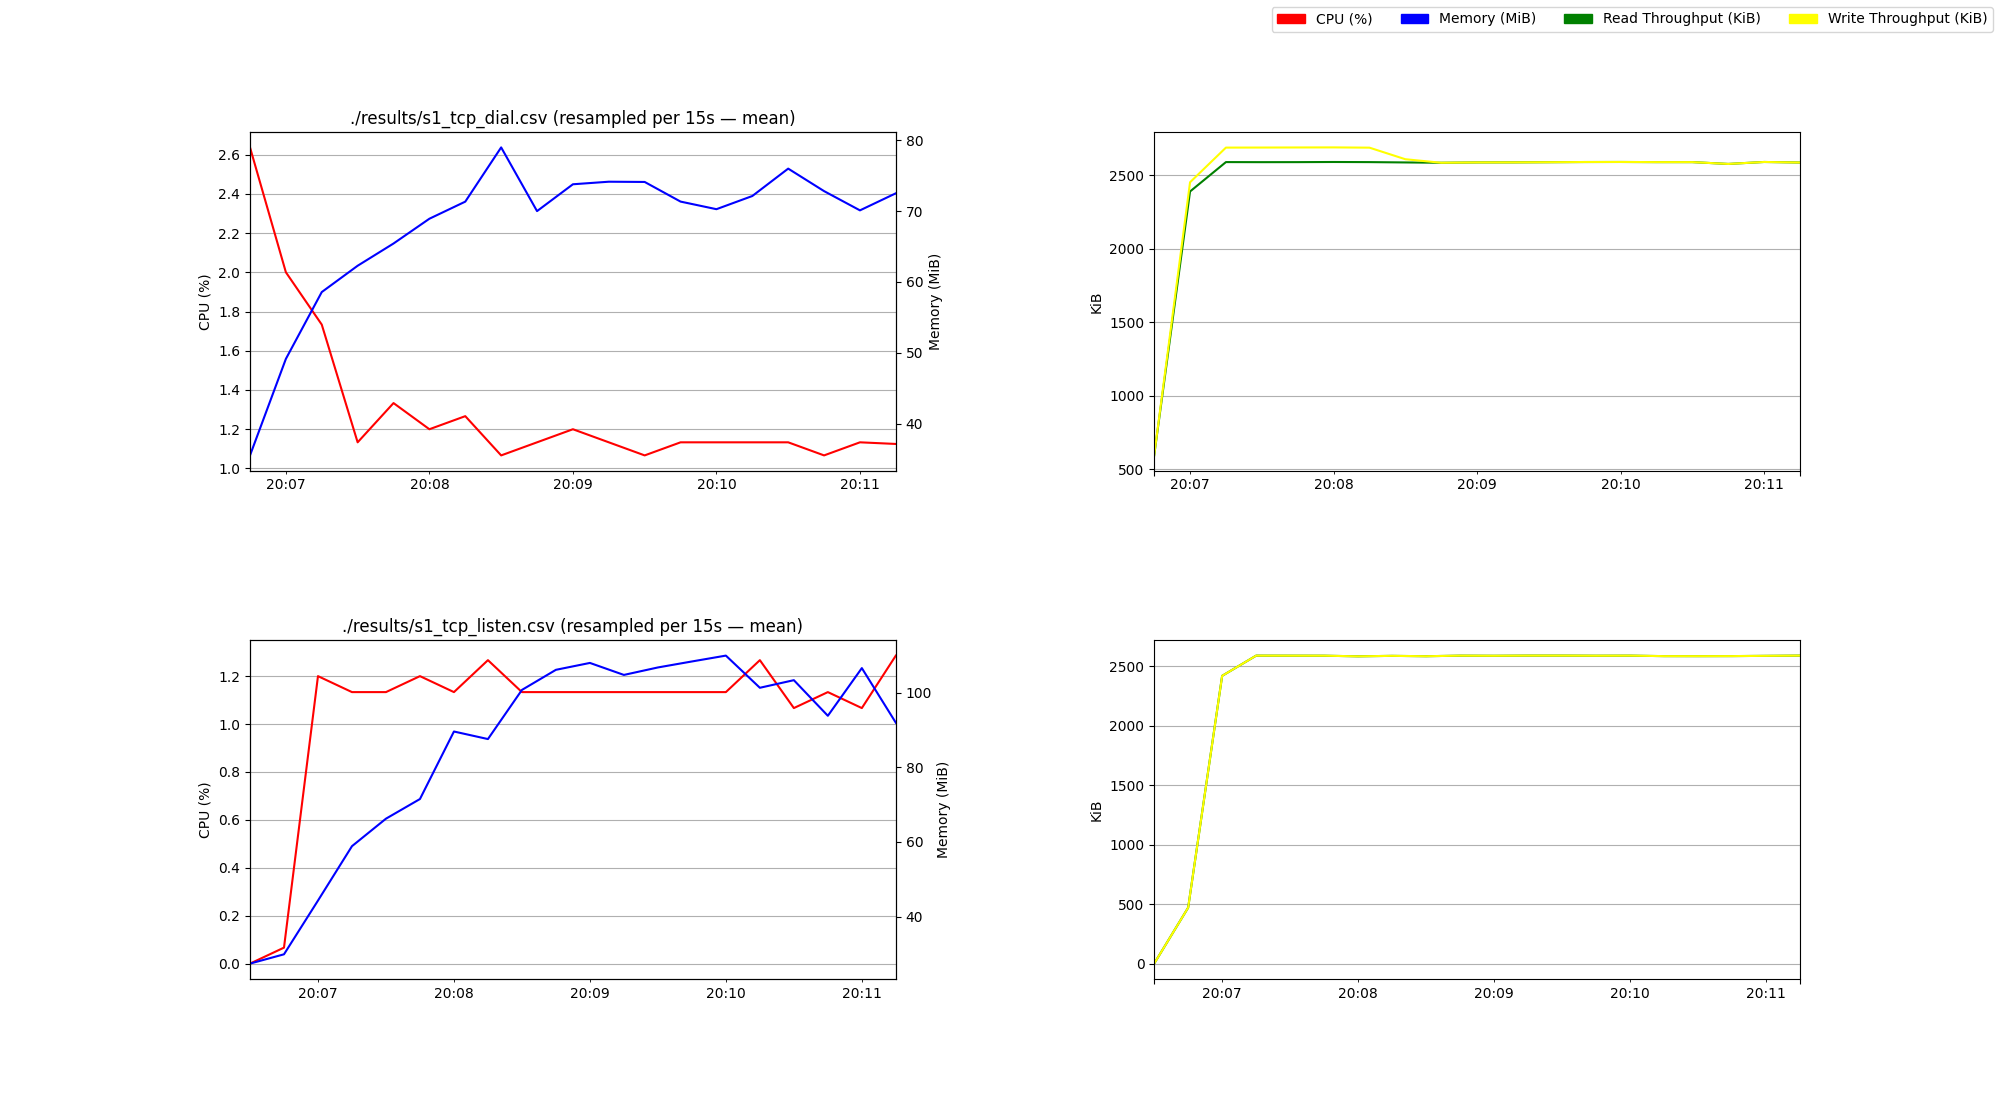 CPU (%) Memory (MiB) Read Throughput (KiB) Write Throughput (KiB)
./results/s1_tcp_dial.csv (resampled per 15s — mean)
CPU (%)
2.6
2.4
2.2
2.0
1.8
1.6
1.4
1.2
1.0
80
70
60
50
40
Memory (MiB)
20:07 20:08 20:09 20:10 20:11
KiB
2500
2000
1500
1000
500
20:07 20:08 20:09 20:10 20:11
./results/s1_tcp_listen.csv (resampled per 15s — mean)
CPU (%)
1.2
1.0
0.8
0.6
0.4
0.2
0.0
100
80
60
40
Memory (MiB)
20:07 20:08 20:09 20:10 20:11
KiB
2500
2000
1500
1000
500
0
20:07 20:08 20:09 20:10 20:11